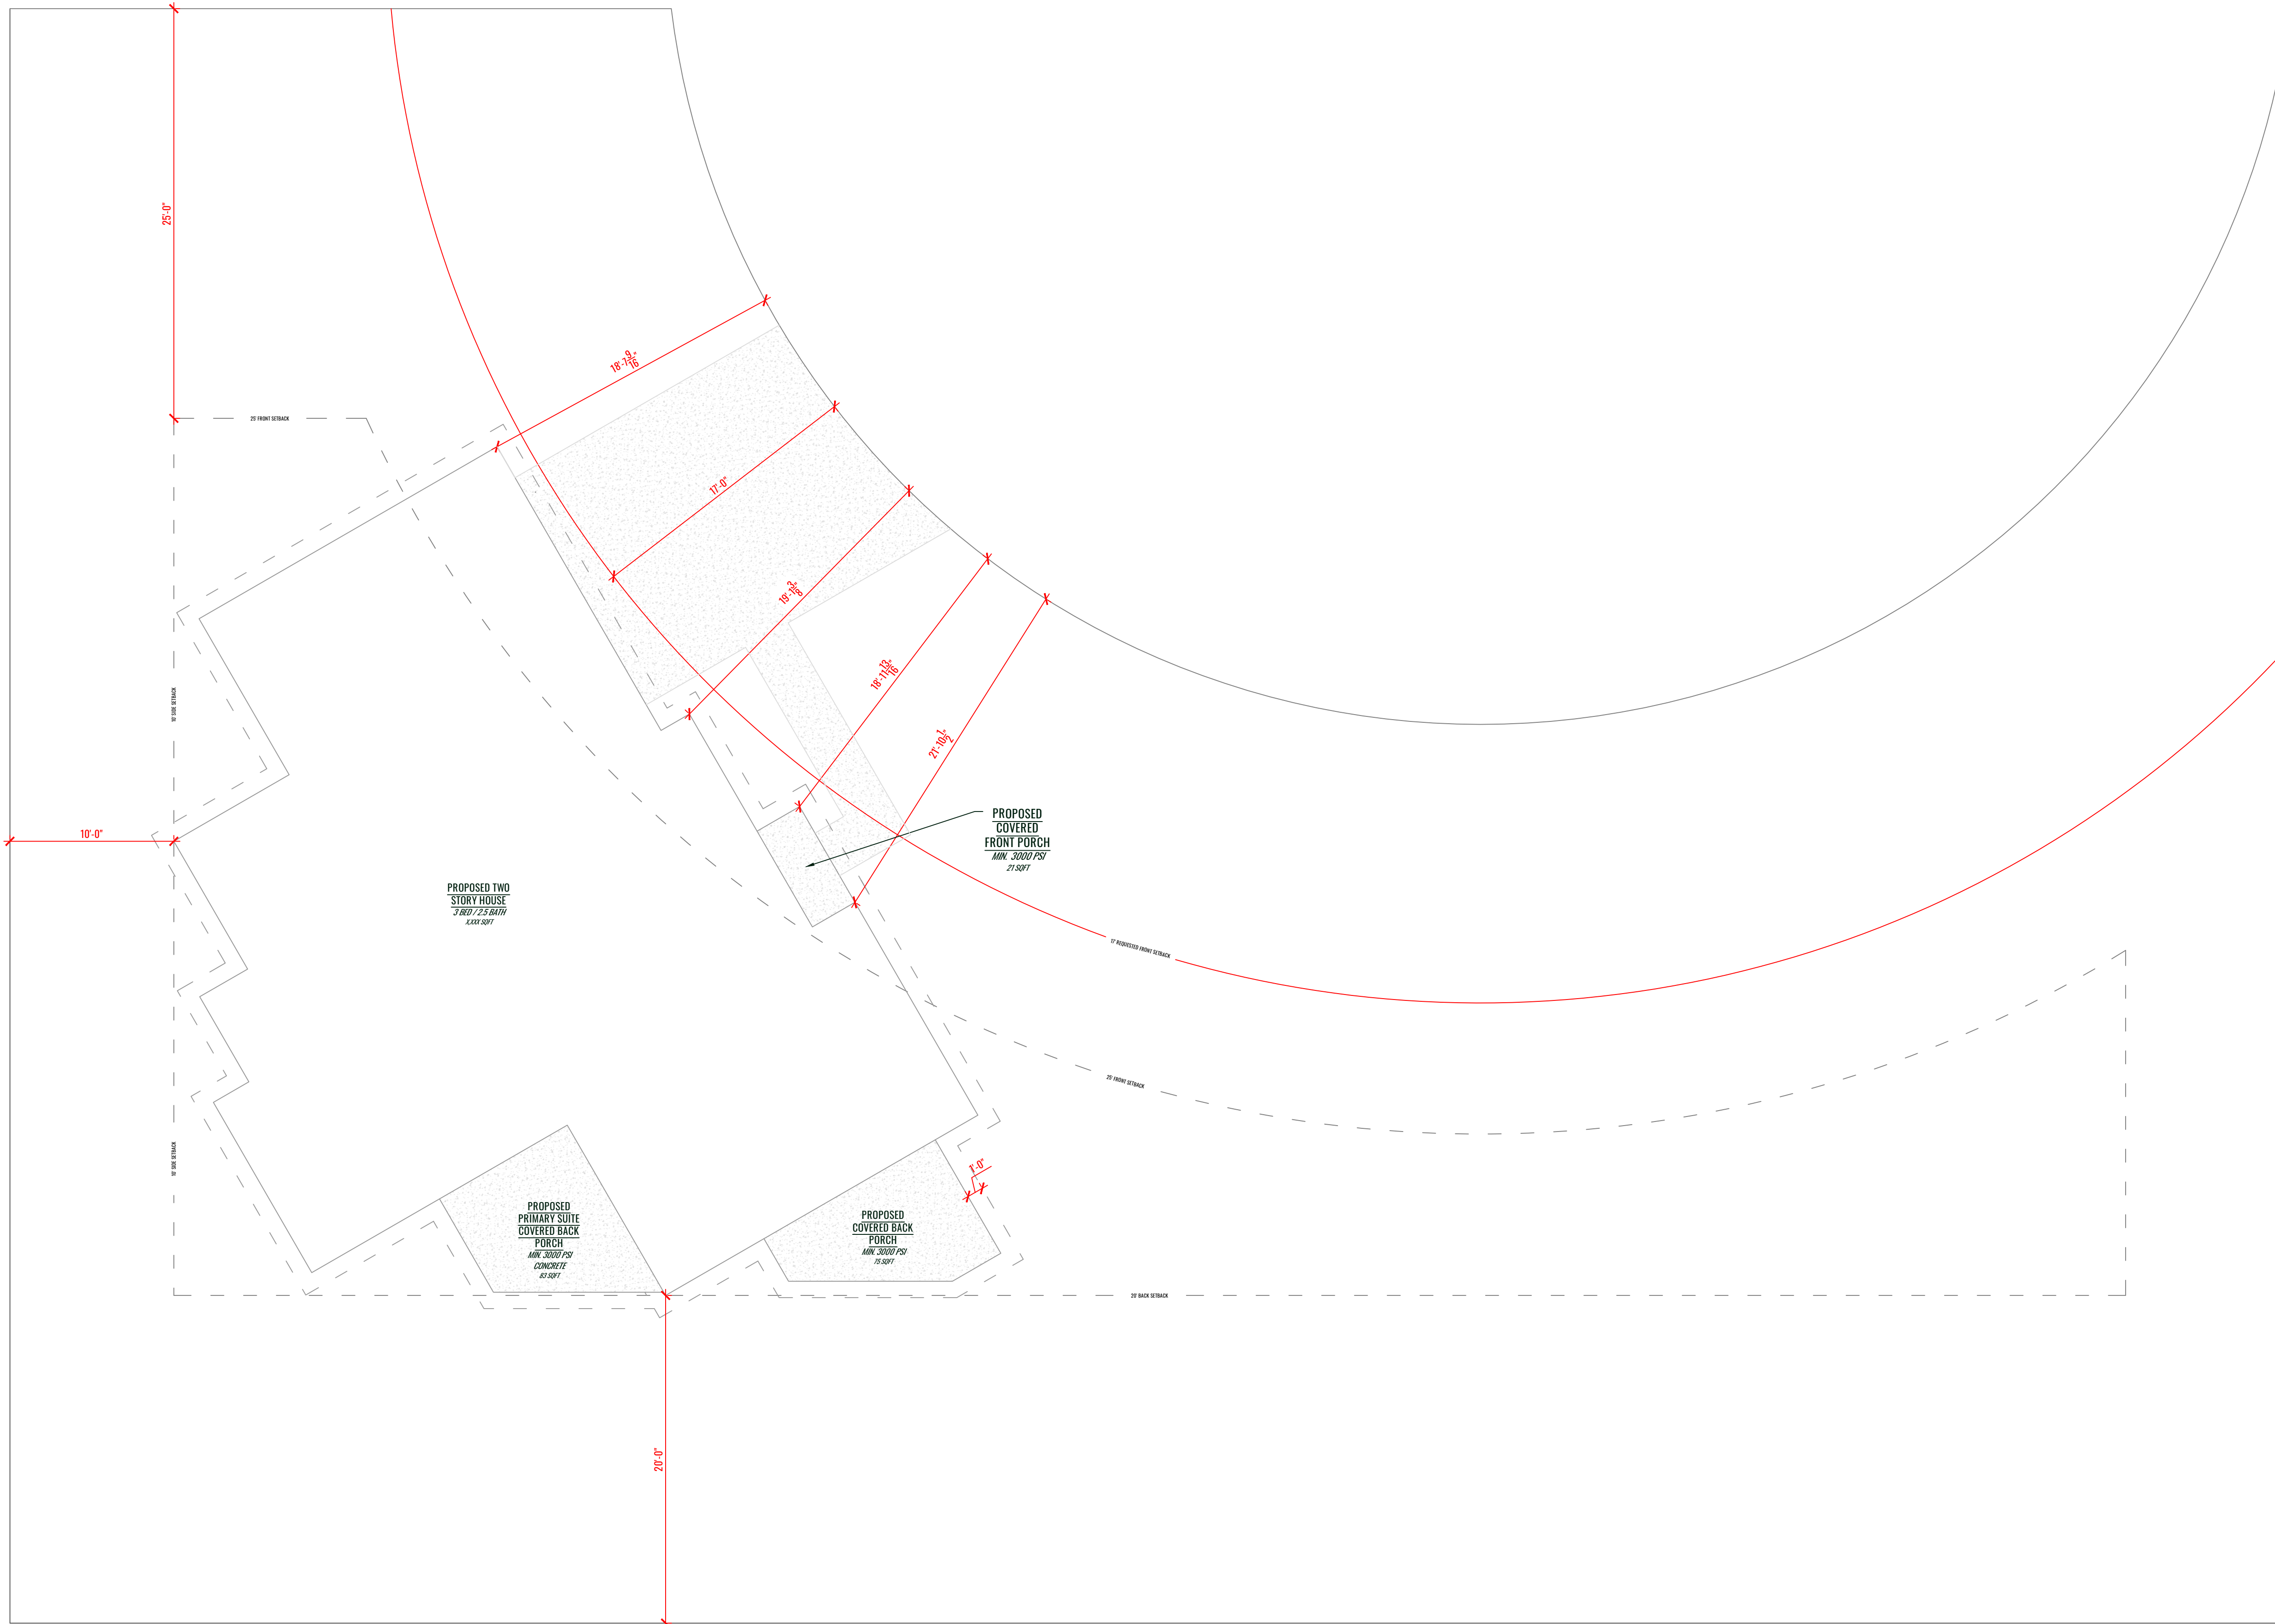 25'-0"
25' FRONT SETBACK
18'-7 9/16"
17'-0"
19'-1 3/8"
18'-11 13/16"
21'-10 1/2"
10' SIDE SETBACK
10'-0"
PROPOSED
COVERED
FRONT PORCH
MIN. 3000 PSI
21 SQFT
PROPOSED TWO
STORY HOUSE
3 BED / 2.5 BATH
X,XXX SQFT
17' REQUESTED FRONT SETBACK
25' FRONT SETBACK
10' SIDE SETBACK
1'-0"
PROPOSED
PRIMARY SUITE
COVERED BACK
PORCH
MIN. 3000 PSI
CONCRETE
83 SQFT
PROPOSED
COVERED BACK
PORCH
MIN. 3000 PSI
75 SQFT
20' BACK SETBACK
20'-0"